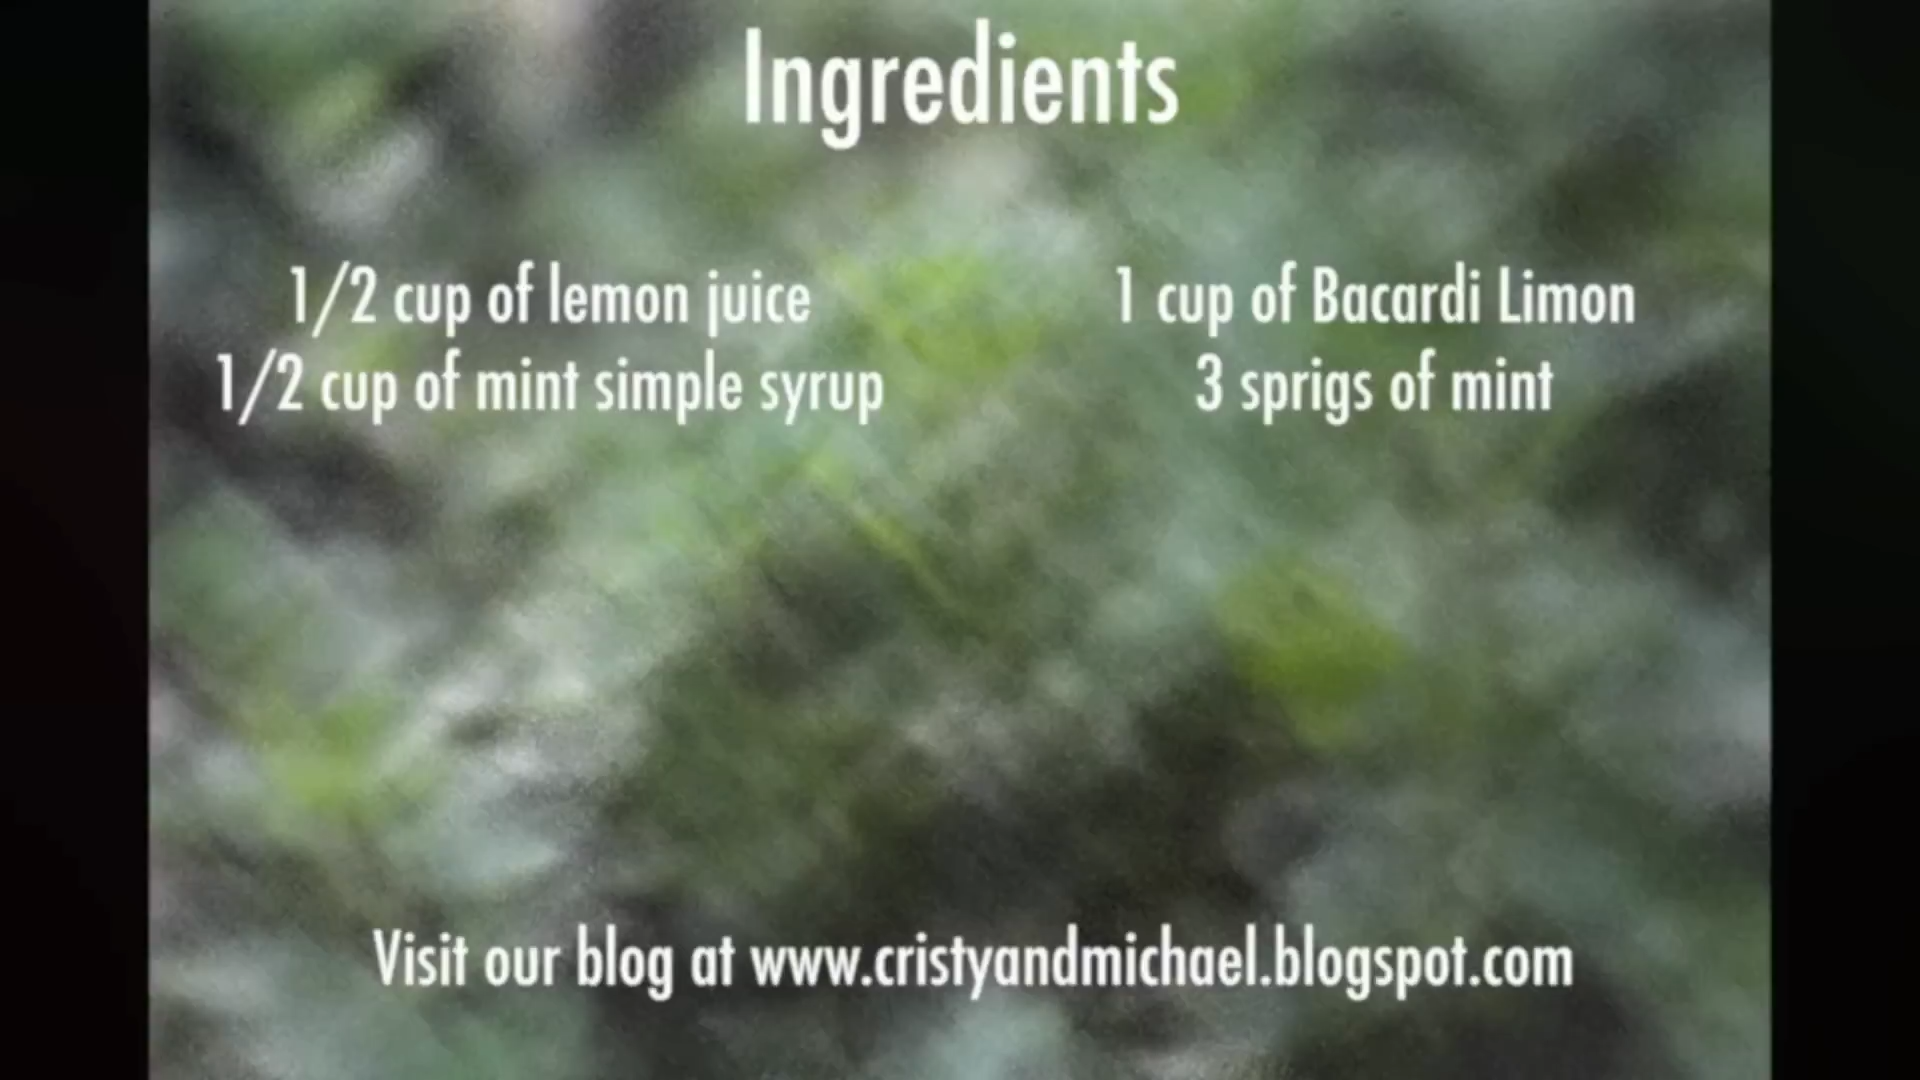 Ingredients
1/2 cup of lemon juice
1/2 cup of mint simple syrup
1 cup of Bacardi Limon
3 sprigs of mint
Visit our blog at www.cristyandmichael.blogspot.com